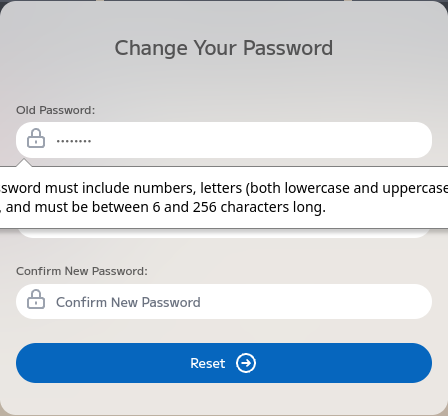 Change Your Password
Old Password:
••••••••
must include numbers, letters (both lowercase and uppercase
, and must be between 6 and 256 characters long.
Confirm New Password:
Confirm New Password
Reset